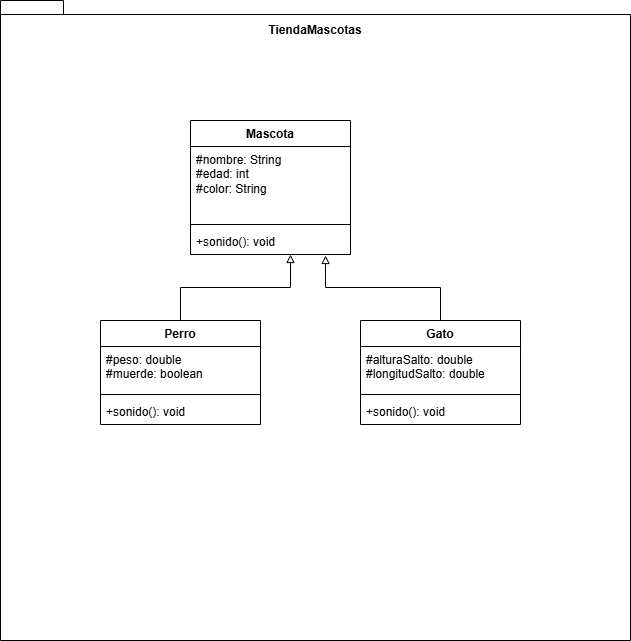 TiendaMascotas
Mascota
#nombre: String
#edad: int
#color: String
+sonido(): void
Perro
#peso: double
#muerde: boolean
+sonido(): void
Gato
#alturaSalto: double
#longitudSalto: double
+sonido(): void